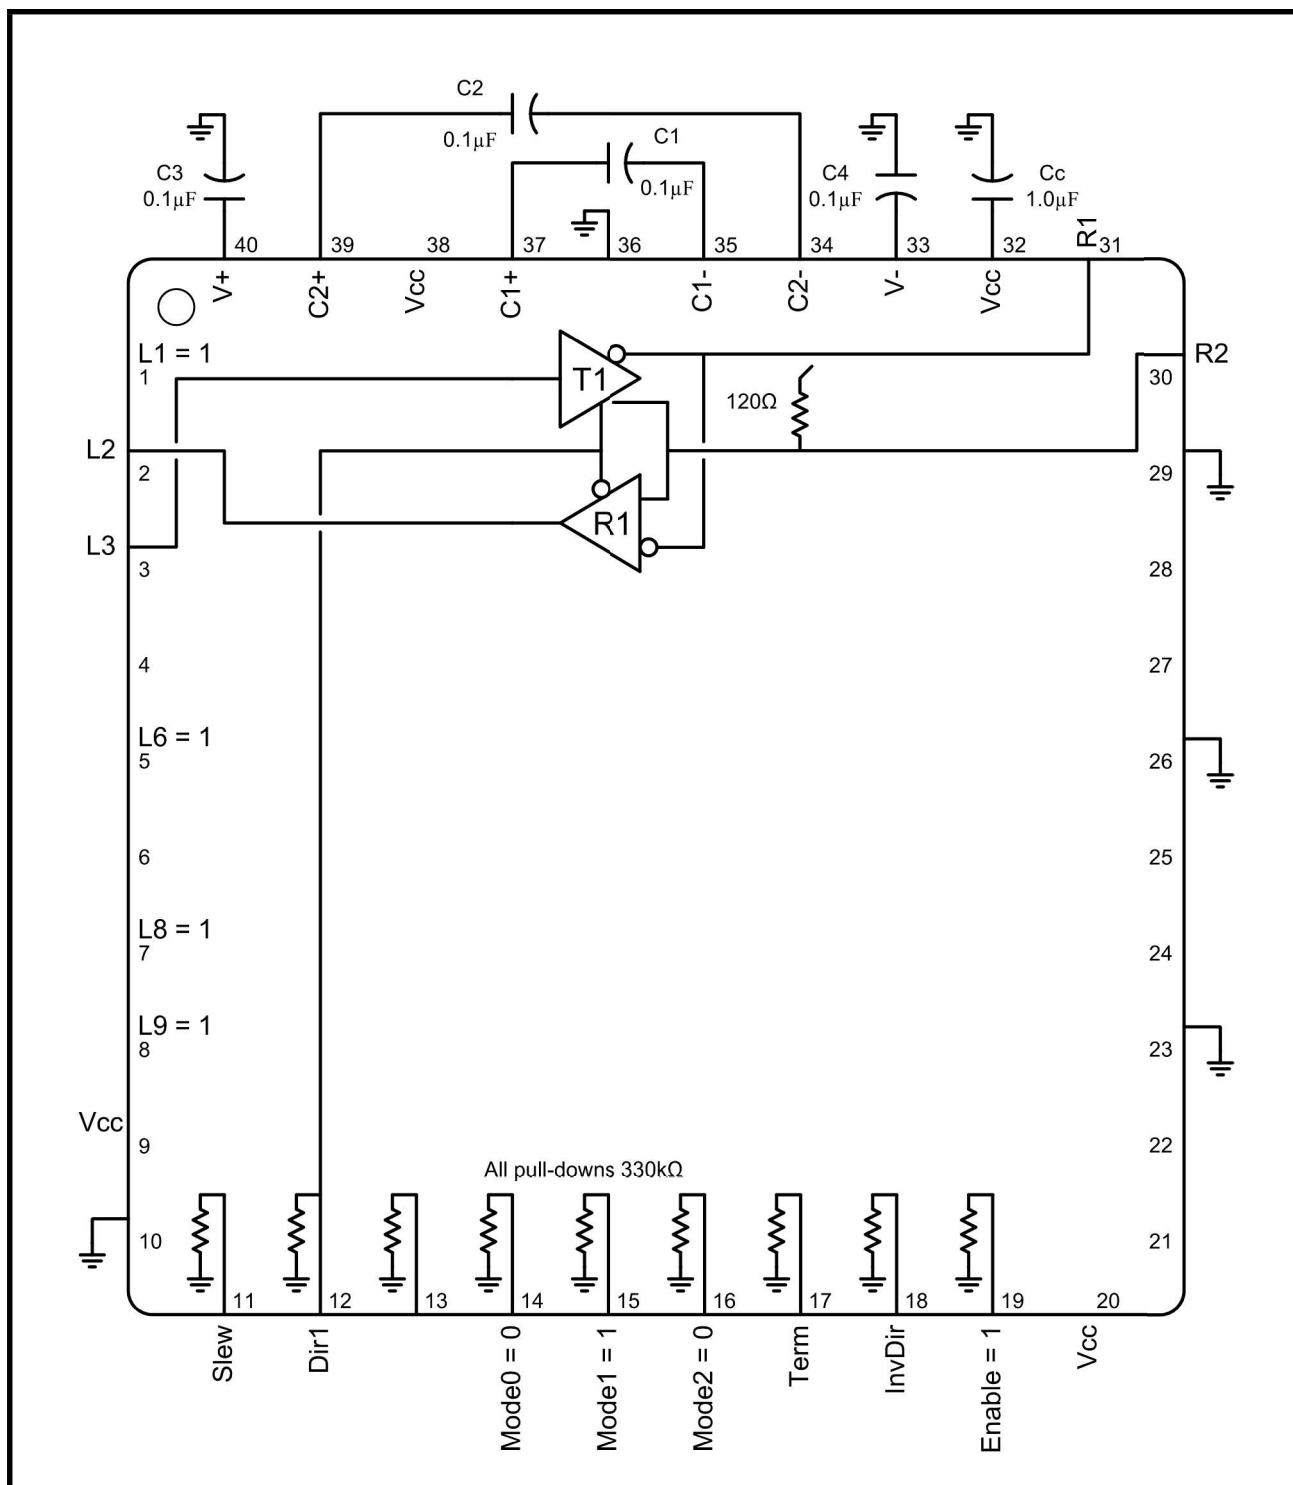 C2
0.1µF
C1
0.1µF
C3
0.1µF
C4
0.1µF
Cc
1.0µF
R1
40
39
38
37
36
35
34
33
32
31
V+
C2+
Vcc
C1+
C1-
C2-
V-
Vcc
L1 = 1
1
T1
120Ω
R2
30
L2
2
29
R1
L3
3
28
4
27
L6 = 1
5
26
6
25
L8 = 1
7
24
L9 = 1
8
23
Vcc
9
22
All pull-downs 330kΩ
10
21
11
12
13
14
15
16
17
18
19
20
Slew
Dir1
Mode0 = 0
Mode1 = 1
Mode2 = 0
Term
InvDir
Enable = 1
Vcc